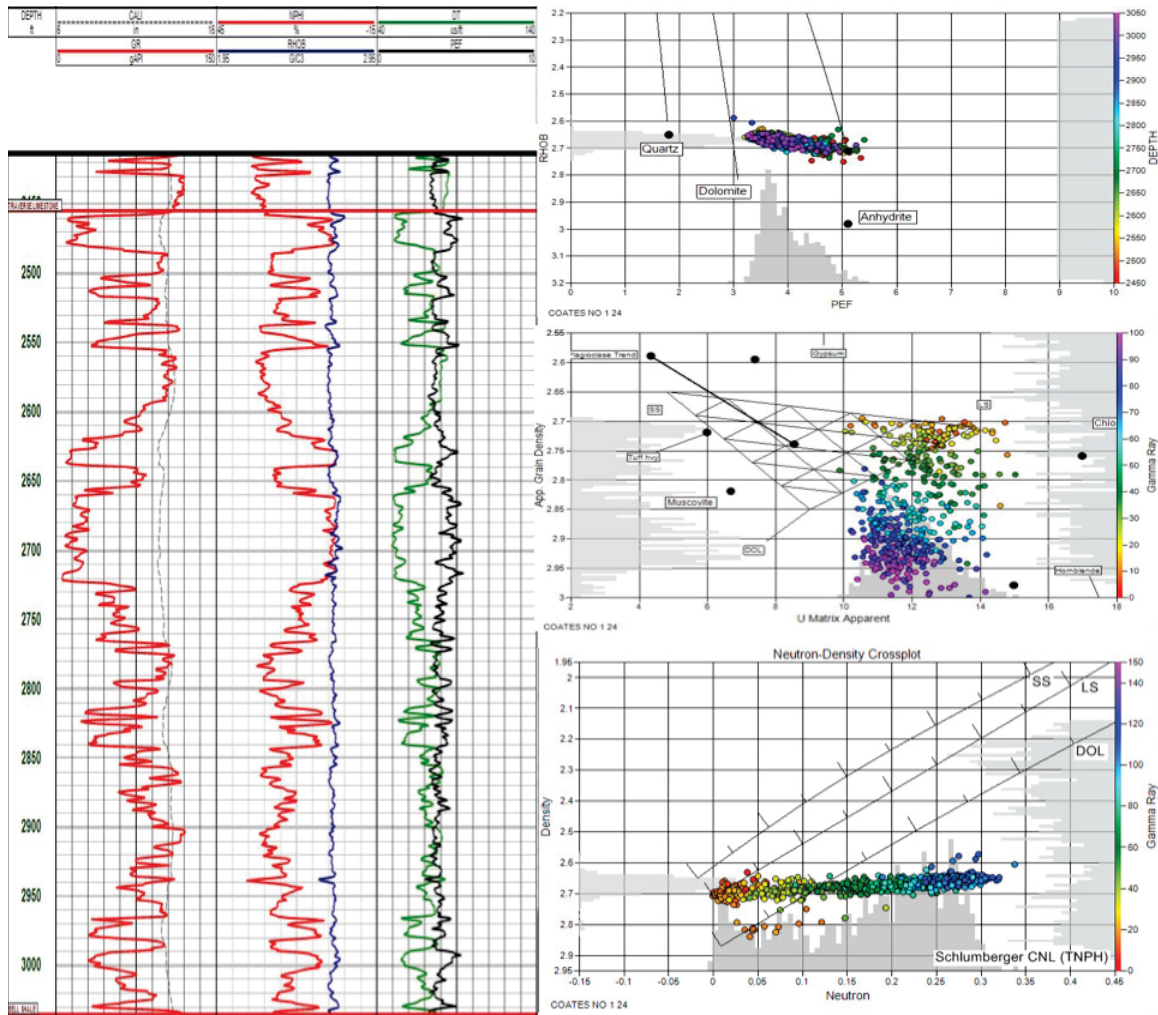 DEPTH CALI NPHI DT
ft 6 in 16 45 % -15 40 us/ft 140
GR RHOB PEF
0 gAPI 150 1.95 G/C3 2.95 0 10
TRAVERSE LIMESTONE
2500
2550
2600
2650
2700
2750
2800
2850
2900
2950
3000
BELL SHALE
2.2
2.3
2.4
2.5
2.6
2.7
2.8
2.9
3
3.1
3.2
RHOB
Quartz
Dolomite
Anhydrite
0 1 2 3 4 5 6 7 8 9 10
PEF
COATES NO 1 24
3050
3000
2950
2900
2850
2800
2750
2700
2650
2600
2550
2500
2450
DEPTH
2.55
2.6
2.65
2.7
2.75
2.8
2.85
2.9
2.95
3
App. Grain Density
lagioclase Trend
Gypsum
SS
LS
Tuff hvy
Chlo
Muscovite
DOL
Hornblende
2 4 6 8 10 12 14 16 18
U Matrix Apparent
COATES NO 1 24
100
90
80
70
60
50
40
30
20
10
0
Gamma Ray
Neutron-Density Crossplot
1.95
2
2.1
2.2
2.3
2.4
2.5
2.6
2.7
2.8
2.9
2.95
Density
SS
LS
DOL
Schlumberger CNL (TNPH)
-0.15 -0.1 -0.05 0 0.05 0.1 0.15 0.2 0.25 0.3 0.35 0.4 0.45
Neutron
COATES NO 1 24
160
140
120
100
80
60
40
20
0
Gamma Ray